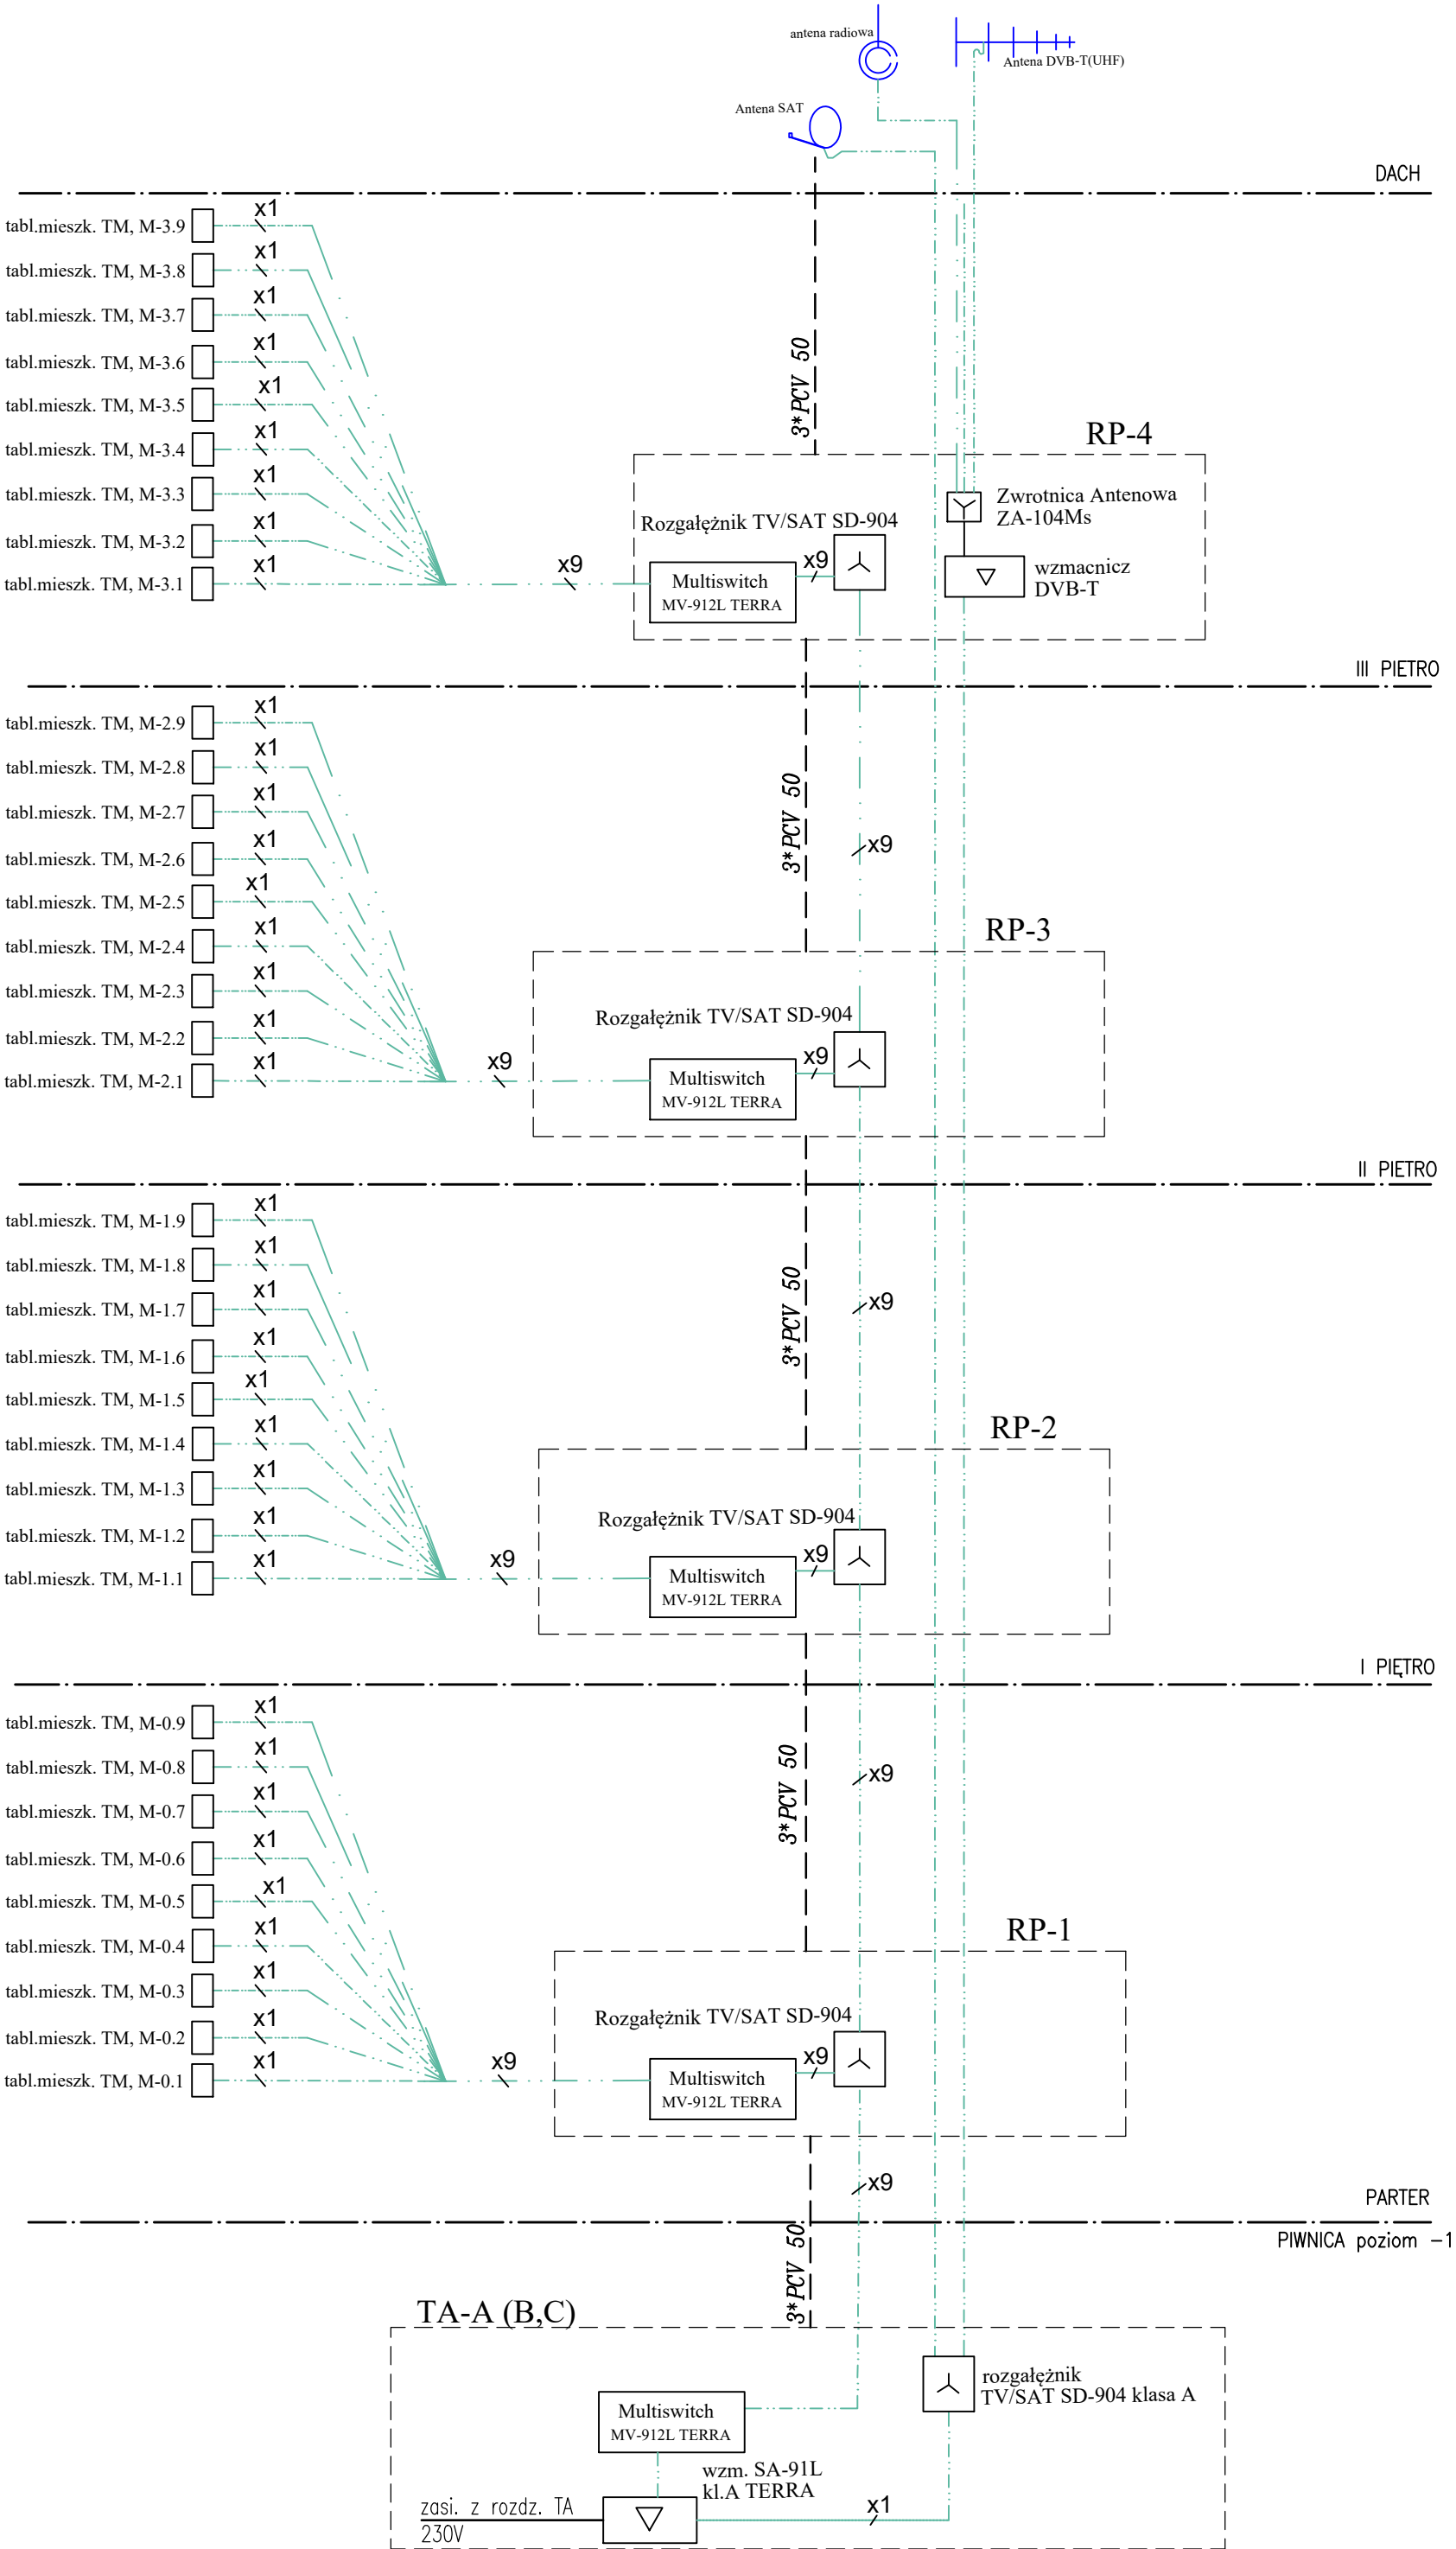 antena radiowa
Antena DVB-T(UHF)
Antena SAT
DACH
tabl.mieszk. TM, M-3.9
x1
tabl.mieszk. TM, M-3.8
x1
tabl.mieszk. TM, M-3.7
x1
tabl.mieszk. TM, M-3.6
x1
tabl.mieszk. TM, M-3.5
x1
tabl.mieszk. TM, M-3.4
x1
tabl.mieszk. TM, M-3.3
x1
tabl.mieszk. TM, M-3.2
x1
tabl.mieszk. TM, M-3.1
x1
x9
3*PCV 50
RP-4
Zwrotnica Antenowa
ZA-104Ms
Rozgałężnik TV/SAT SD-904
x9
Multiswitch
MV-912L TERRA
wzmacnicz
DVB-T
III PIETRO
tabl.mieszk. TM, M-2.9
x1
tabl.mieszk. TM, M-2.8
x1
tabl.mieszk. TM, M-2.7
x1
tabl.mieszk. TM, M-2.6
x1
tabl.mieszk. TM, M-2.5
x1
tabl.mieszk. TM, M-2.4
x1
tabl.mieszk. TM, M-2.3
x1
tabl.mieszk. TM, M-2.2
x1
tabl.mieszk. TM, M-2.1
x1
x9
3*PCV 50
x9
RP-3
Rozgałężnik TV/SAT SD-904
x9
Multiswitch
MV-912L TERRA
II PIETRO
tabl.mieszk. TM, M-1.9
x1
tabl.mieszk. TM, M-1.8
x1
tabl.mieszk. TM, M-1.7
x1
tabl.mieszk. TM, M-1.6
x1
tabl.mieszk. TM, M-1.5
x1
tabl.mieszk. TM, M-1.4
x1
tabl.mieszk. TM, M-1.3
x1
tabl.mieszk. TM, M-1.2
x1
tabl.mieszk. TM, M-1.1
x1
x9
3*PCV 50
x9
RP-2
Rozgałężnik TV/SAT SD-904
x9
Multiswitch
MV-912L TERRA
I PIĘTRO
tabl.mieszk. TM, M-0.9
x1
tabl.mieszk. TM, M-0.8
x1
tabl.mieszk. TM, M-0.7
x1
tabl.mieszk. TM, M-0.6
x1
tabl.mieszk. TM, M-0.5
x1
tabl.mieszk. TM, M-0.4
x1
tabl.mieszk. TM, M-0.3
x1
tabl.mieszk. TM, M-0.2
x1
tabl.mieszk. TM, M-0.1
x1
x9
3*PCV 50
x9
RP-1
Rozgałężnik TV/SAT SD-904
x9
Multiswitch
MV-912L TERRA
x9
PARTER
PIWNICA poziom -1
3*PCV 50
TA-A (B,C)
rozgałężnik
TV/SAT SD-904 klasa A
Multiswitch
MV-912L TERRA
wzm. SA-91L
kl.A TERRA
zasi. z rozdz. TA
230V
x1